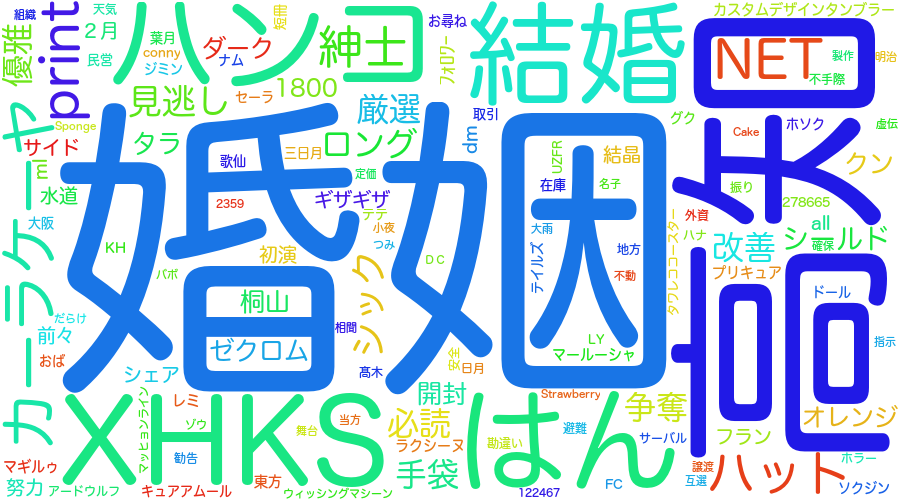 組織
天気
2月
民営
優雅
print
ハンコ
葉月
conny
ジミン
ダーク
ナム
短冊
紳士
1800
セーラ
見逃し
お尋ね
フォロワー
結婚
カスタムデザインタンブラー
NET
製作
明治
不手際
回
厳選
dm
取引
タラ
ロング
サイド
Sponge
ml
水道
カーラケーヤ
大阪
だらけ
前々
おば
婚姻
歌仙
三日月
定価
2359
ギザギザ
テテ
小夜
つみ
初演
KH
バボ
桐山
ゼクロム
シック
相間
髙木
DC
UZFR
結晶
在庫
名子
大雨
テイルズ
地方
不動
LY
マールーシャ
安全
日月
グク
Cake
ホソク
虚伝
クン
矢
振り
278665
外資
all
シールド
確保
ハナ
改善
タワレココースター
プリキュア
高
ドール
指示
オレンジ
シェア
レミ
XHKS
マッヒョンライン
ゾウ
勧告
舞台
当方
マギルゥ
努力
アードウルフ
キュアアムール
東方
ウィッシングマシーン
開封
必読
ラクシーヌ
手袋
はん
勘違い
122467
Strawberry
避難
FC
争奪
サーバル
フラン
譲渡
互選
ハット
ホラー
ソクジン